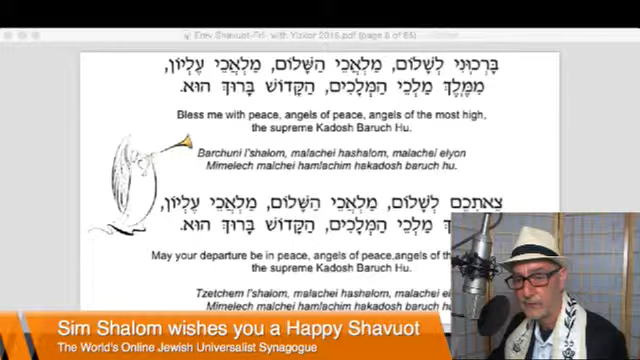 Erev Shavuot-Fri- with Yizkor 2016.pdf (page 8 of 85)
בָּרְכוּנִי לְשָׁלוֹם, מַלְאֲכֵי הַשָּׁלוֹם, מַלְאֲכֵי עֶלְיוֹן,
מִמֶּלֶךְ מַלְכֵי הַמְּלָכִים, הַקָּדוֹשׁ בָּרוּךְ הוּא.
Bless me with peace, angels of peace, angels of the most high,
the supreme Kadosh Baruch Hu.
Barchuni l'shalom, malachei hashalom, malachei elyon
Mimelech malchei hamlachim hakadosh baruch hu.
צֵאתְכֶם לְשָׁלוֹם, מַלְאֲכֵי הַשָּׁלוֹם, מַלְאֲכֵי עֶלְיוֹן,
מַלְכֵי הַמְּלָכִים, הַקָּדוֹשׁ בָּרוּךְ הוּא.
May your departure be in peace, angels of peace,angels of th
the supreme Kadosh Baruch Hu.
Tzetchem l'shalom, malachei hashalom, malachei
Mimelech malchei hamlachim hakadosh baruch
Sim Shalom wishes you a Happy Shavuot
The World's Online Jewish Universalist Synagogue